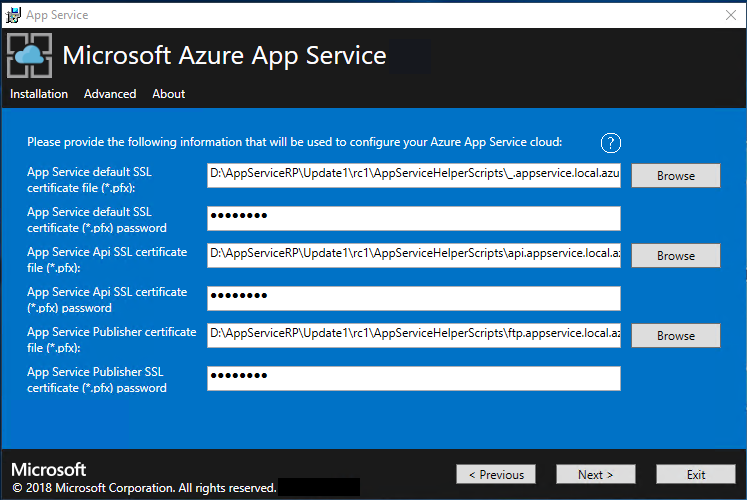 App Service
Microsoft Azure App Service
Installation Advanced About
Please provide the following information that will be used to configure your Azure App Service cloud: ?
App Service default SSL
certificate file (*.pfx):
D:\AppServiceRP\Update1\rc1\AppServiceHelperScripts\_.appservice.local.azu
Browse
App Service default SSL
certificate (*.pfx) password
●●●●●●●●
App Service Api SSL certificate
file (*.pfx):
D:\AppServiceRP\Update1\rc1\AppServiceHelperScripts\api.appservice.local.az
Browse
App Service Api SSL certificate
(*.pfx) password
●●●●●●●●
App Service Publisher certificate
file (*.pfx):
D:\AppServiceRP\Update1\rc1\AppServiceHelperScripts\ftp.appservice.local.az
Browse
App Service Publisher SSL
certificate (*.pfx) password
●●●●●●●●
Microsoft
© 2018 Microsoft Corporation. All rights reserved.
< Previous Next > Exit